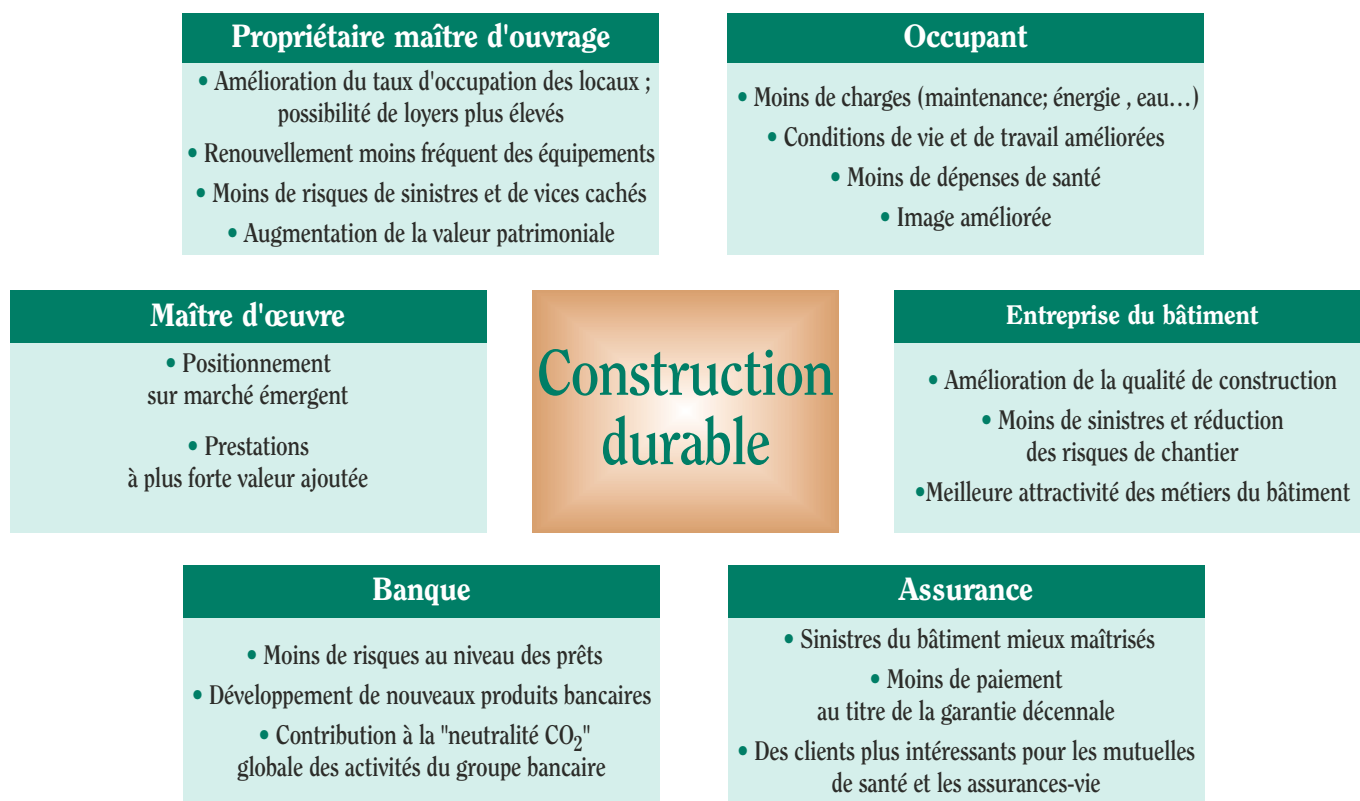 Propriétaire maître d'ouvrage
• Amélioration du taux d'occupation des locaux ;
possibilité de loyers plus élevés
• Renouvellement moins fréquent des équipements
• Moins de risques de sinistres et de vices cachés
• Augmentation de la valeur patrimoniale
Occupant
• Moins de charges (maintenance; énergie , eau…)
• Conditions de vie et de travail améliorées
• Moins de dépenses de santé
• Image améliorée
Maître d'œuvre
• Positionnement
sur marché émergent
• Prestations
à plus forte valeur ajoutée
Construction
durable
Entreprise du bâtiment
• Amélioration de la qualité de construction
• Moins de sinistres et réduction
des risques de chantier
•Meilleure attractivité des métiers du bâtiment
Banque
• Moins de risques au niveau des prêts
• Développement de nouveaux produits bancaires
• Contribution à la "neutralité CO₂"
globale des activités du groupe bancaire
Assurance
• Sinistres du bâtiment mieux maîtrisés
• Moins de paiement
au titre de la garantie décennale
• Des clients plus intéressants pour les mutuelles
de santé et les assurances-vie